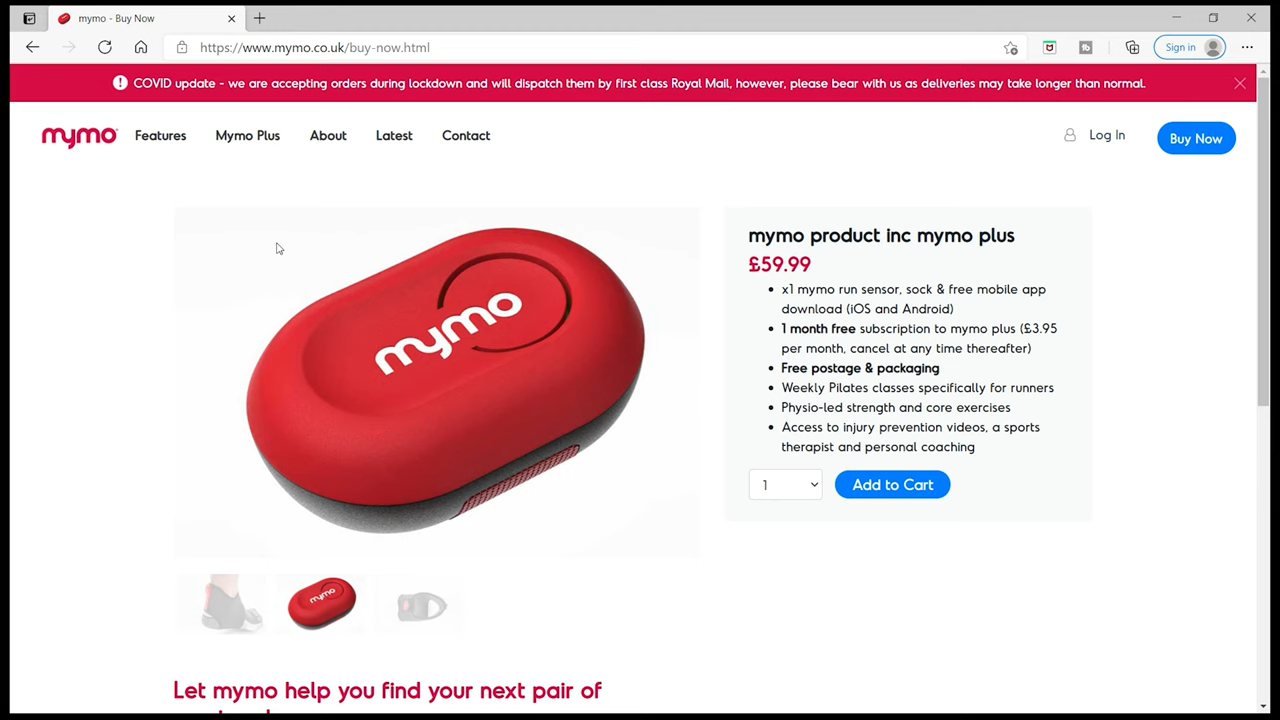 mymo - Buy Now
https://www.mymo.co.uk/buy-now.html
Sign in
COVID update - we are accepting orders during lockdown and will dispatch them by first class Royal Mail, however, please bear with us as deliveries may take longer than normal.
mymo Features Mymo Plus About Latest Contact Log In Buy Now
mymo
mymo product inc mymo plus
£59.99
x1 mymo run sensor, sock & free mobile app
download (iOS and Android)
1 month free subscription to mymo plus (£3.95
per month, cancel at any time thereafter)
Free postage & packaging
Weekly Pilates classes specifically for runners
Physio-led strength and core exercises
Access to injury prevention videos, a sports
therapist and personal coaching
1 Add to Cart
mymo
Let mymo help you find your next pair of